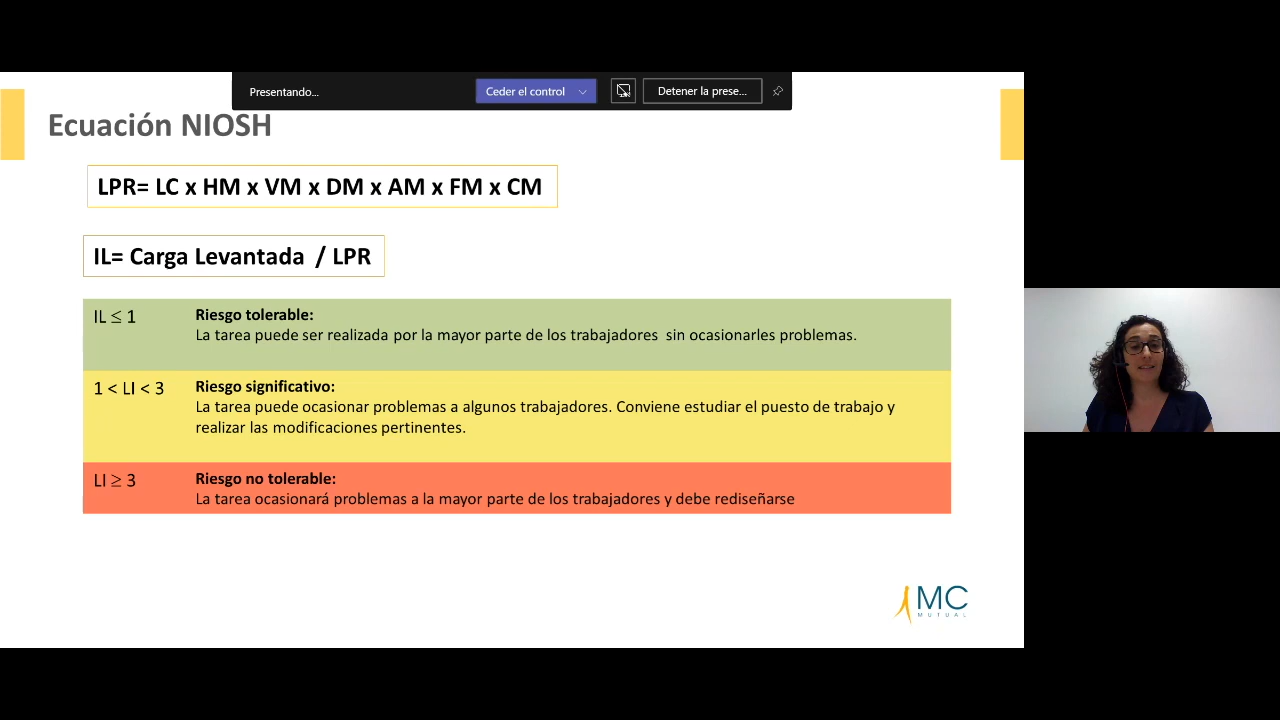 Presentando...
Ceder el control
Detener la prese...
Ecuación NIOSH
LPR= LC x HM x VM x DM x AM x FM x CM
IL= Carga Levantada / LPR
IL ≤ 1
Riesgo tolerable:
La tarea puede ser realizada por la mayor parte de los trabajadores sin ocasionarles problemas.
1 < LI < 3
Riesgo significativo:
La tarea puede ocasionar problemas a algunos trabajadores. Conviene estudiar el puesto de trabajo y
realizar las modificaciones pertinentes.
LI ≥ 3
Riesgo no tolerable:
La tarea ocasionará problemas a la mayor parte de los trabajadores y debe rediseñarse
MC
MUTUAL